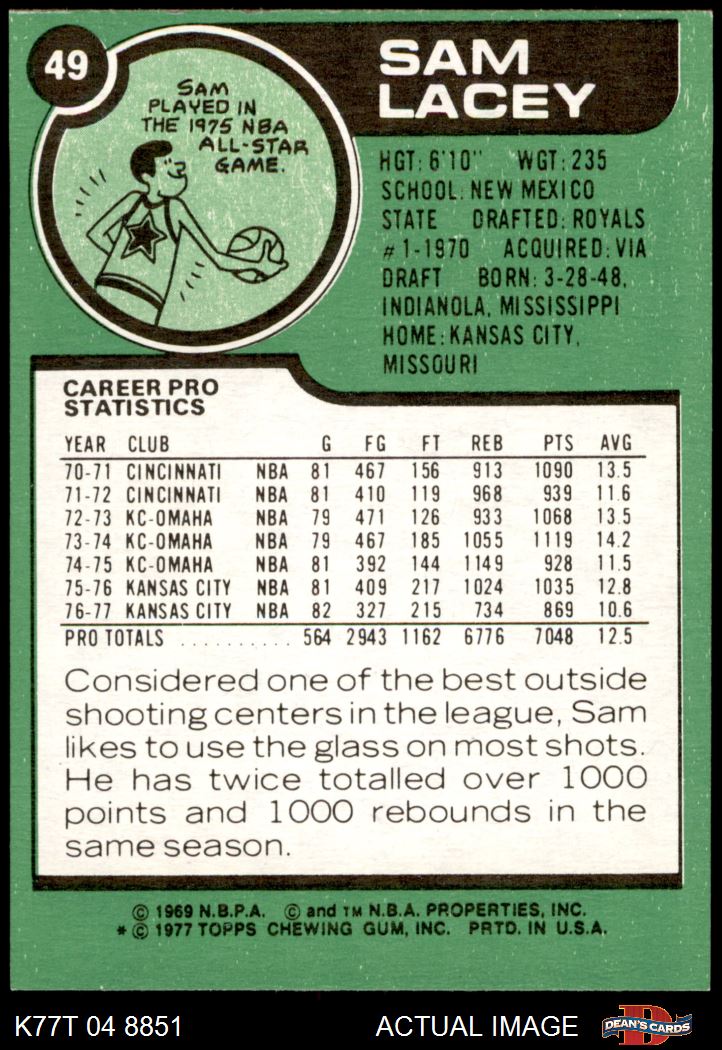 49
SAM
LACEY
SAM
PLAYED IN
THE 1975 NBA
ALL-STAR
GAME.
HGT: 6'10" WGT: 235
SCHOOL: NEW MEXICO
STATE DRAFTED: ROYALS
#1-1970 ACQUIRED: VIA
DRAFT BORN: 3-28-48,
INDIANOLA, MISSISSIPPI
HOME: KANSAS CITY,
MISSOURI
CAREER PRO
STATISTICS
YEAR CLUB G FG FT REB PTS AVG
70-71 CINCINNATI NBA 81 467 156 913 1090 13.5
71-72 CINCINNATI NBA 81 410 119 968 939 11.6
72-73 KC-OMAHA NBA 79 471 126 933 1068 13.5
73-74 KC-OMAHA NBA 79 467 185 1055 1119 14.2
74-75 KC-OMAHA NBA 81 392 144 1149 928 11.5
75-76 KANSAS CITY NBA 81 409 217 1024 1035 12.8
76-77 KANSAS CITY NBA 82 327 215 734 869 10.6
PRO TOTALS .......... 564 2943 1162 6776 7048 12.5
Considered one of the best outside
shooting centers in the league, Sam
likes to use the glass on most shots.
He has twice totalled over 1000
points and 1000 rebounds in the
same season.
© 1969 N.B.P.A. © and TM N.B.A. PROPERTIES, INC.
* © 1977 TOPPS CHEWING GUM, INC. PRTD. IN U.S.A.
K77T 04 8851 ACTUAL IMAGE D DEAN'S CARDS